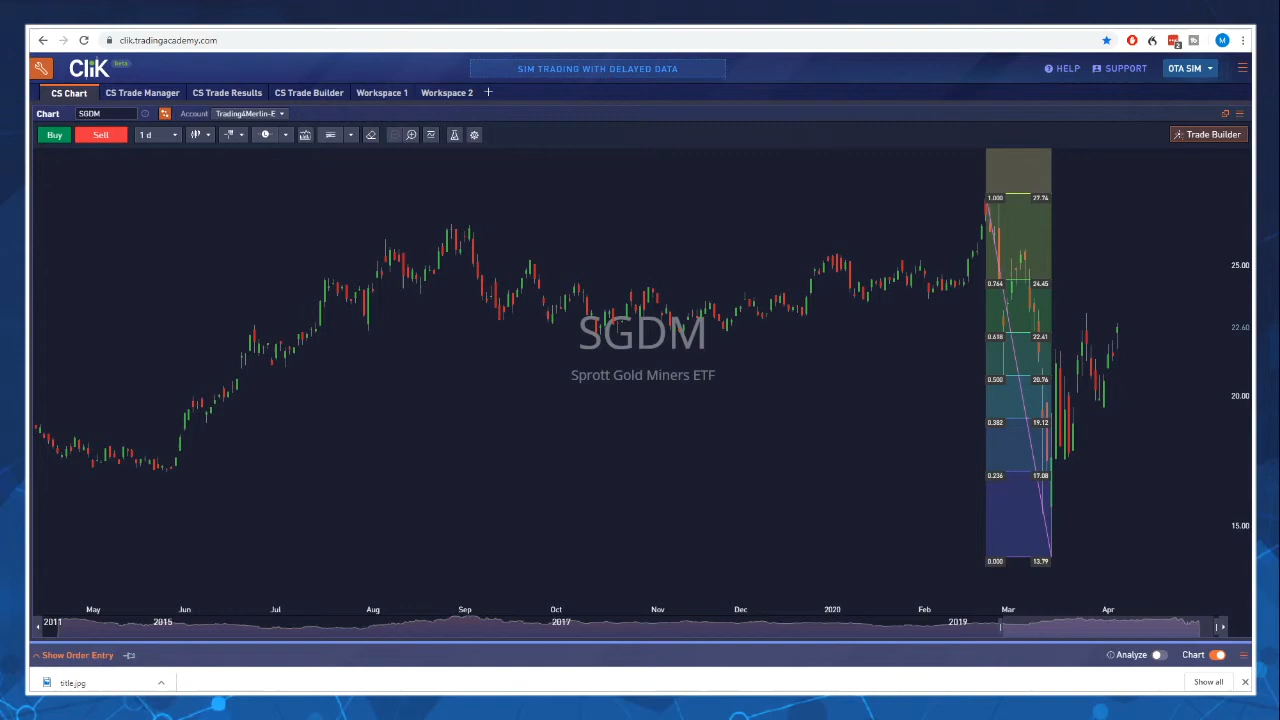 clik.tradingacademy.com
2
M
CliK beta
SIM TRADING WITH DELAYED DATA
HELP
SUPPORT
OTA SIM
CS Chart
CS Trade Manager
CS Trade Results
CS Trade Builder
Workspace 1
Workspace 2
Chart
SGDM
Account
Trading4Merlin-E
Buy
Sell
1 d
Trade Builder
1.000 27.74
25.00
0.764 24.45
22.60
SGDM
0.618 22.41
Sprott Gold Miners ETF
0.500 20.76
20.00
0.382 19.12
0.236 17.08
15.00
0.000 13.79
May Jun Jul Aug Sep Oct Nov Dec 2020 Feb Mar Apr
2011 2015 2017 2019
Show Order Entry
Analyze
Chart
title.jpg
Show all